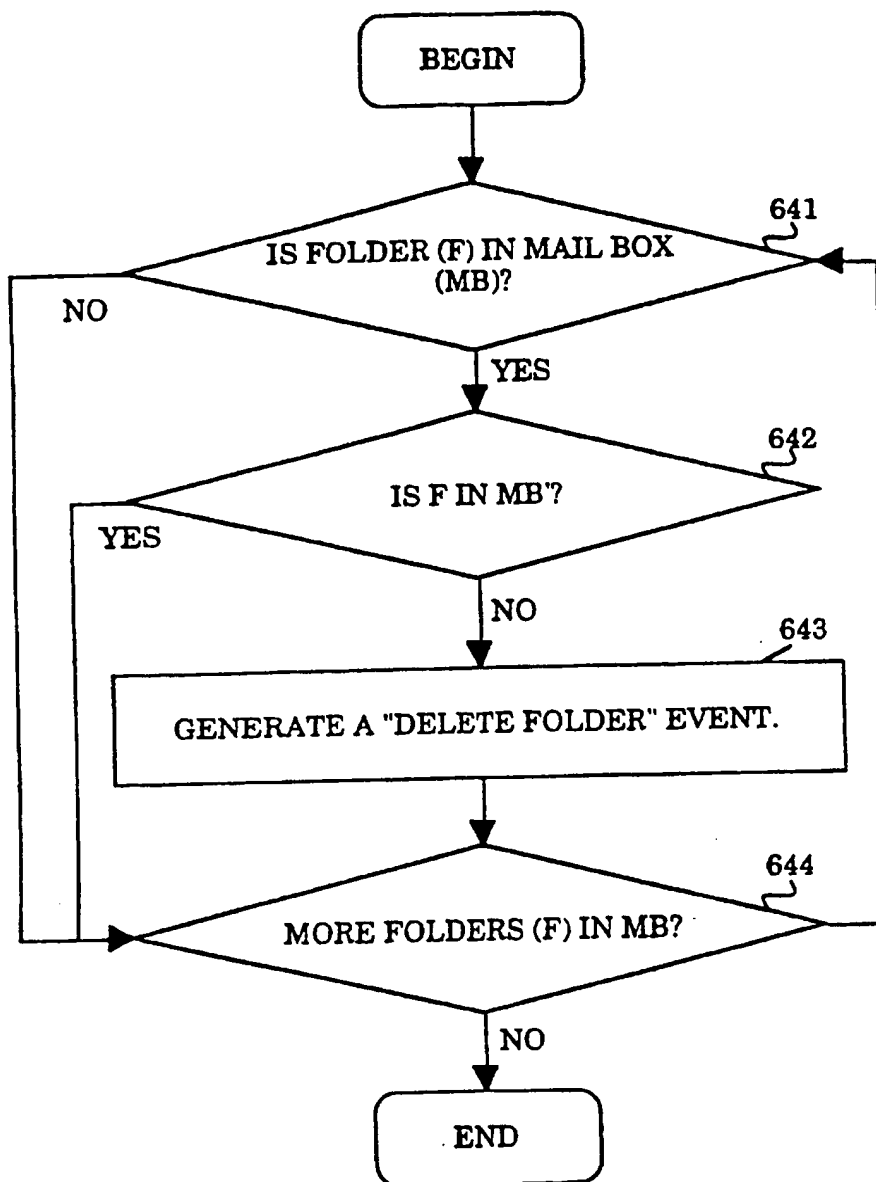 BEGIN
641
IS FOLDER (F) IN MAIL BOX
(MB)?
NO
YES
642
IS F IN MB'?
YES
NO
643
GENERATE A "DELETE FOLDER" EVENT.
644
MORE FOLDERS (F) IN MB?
NO
END